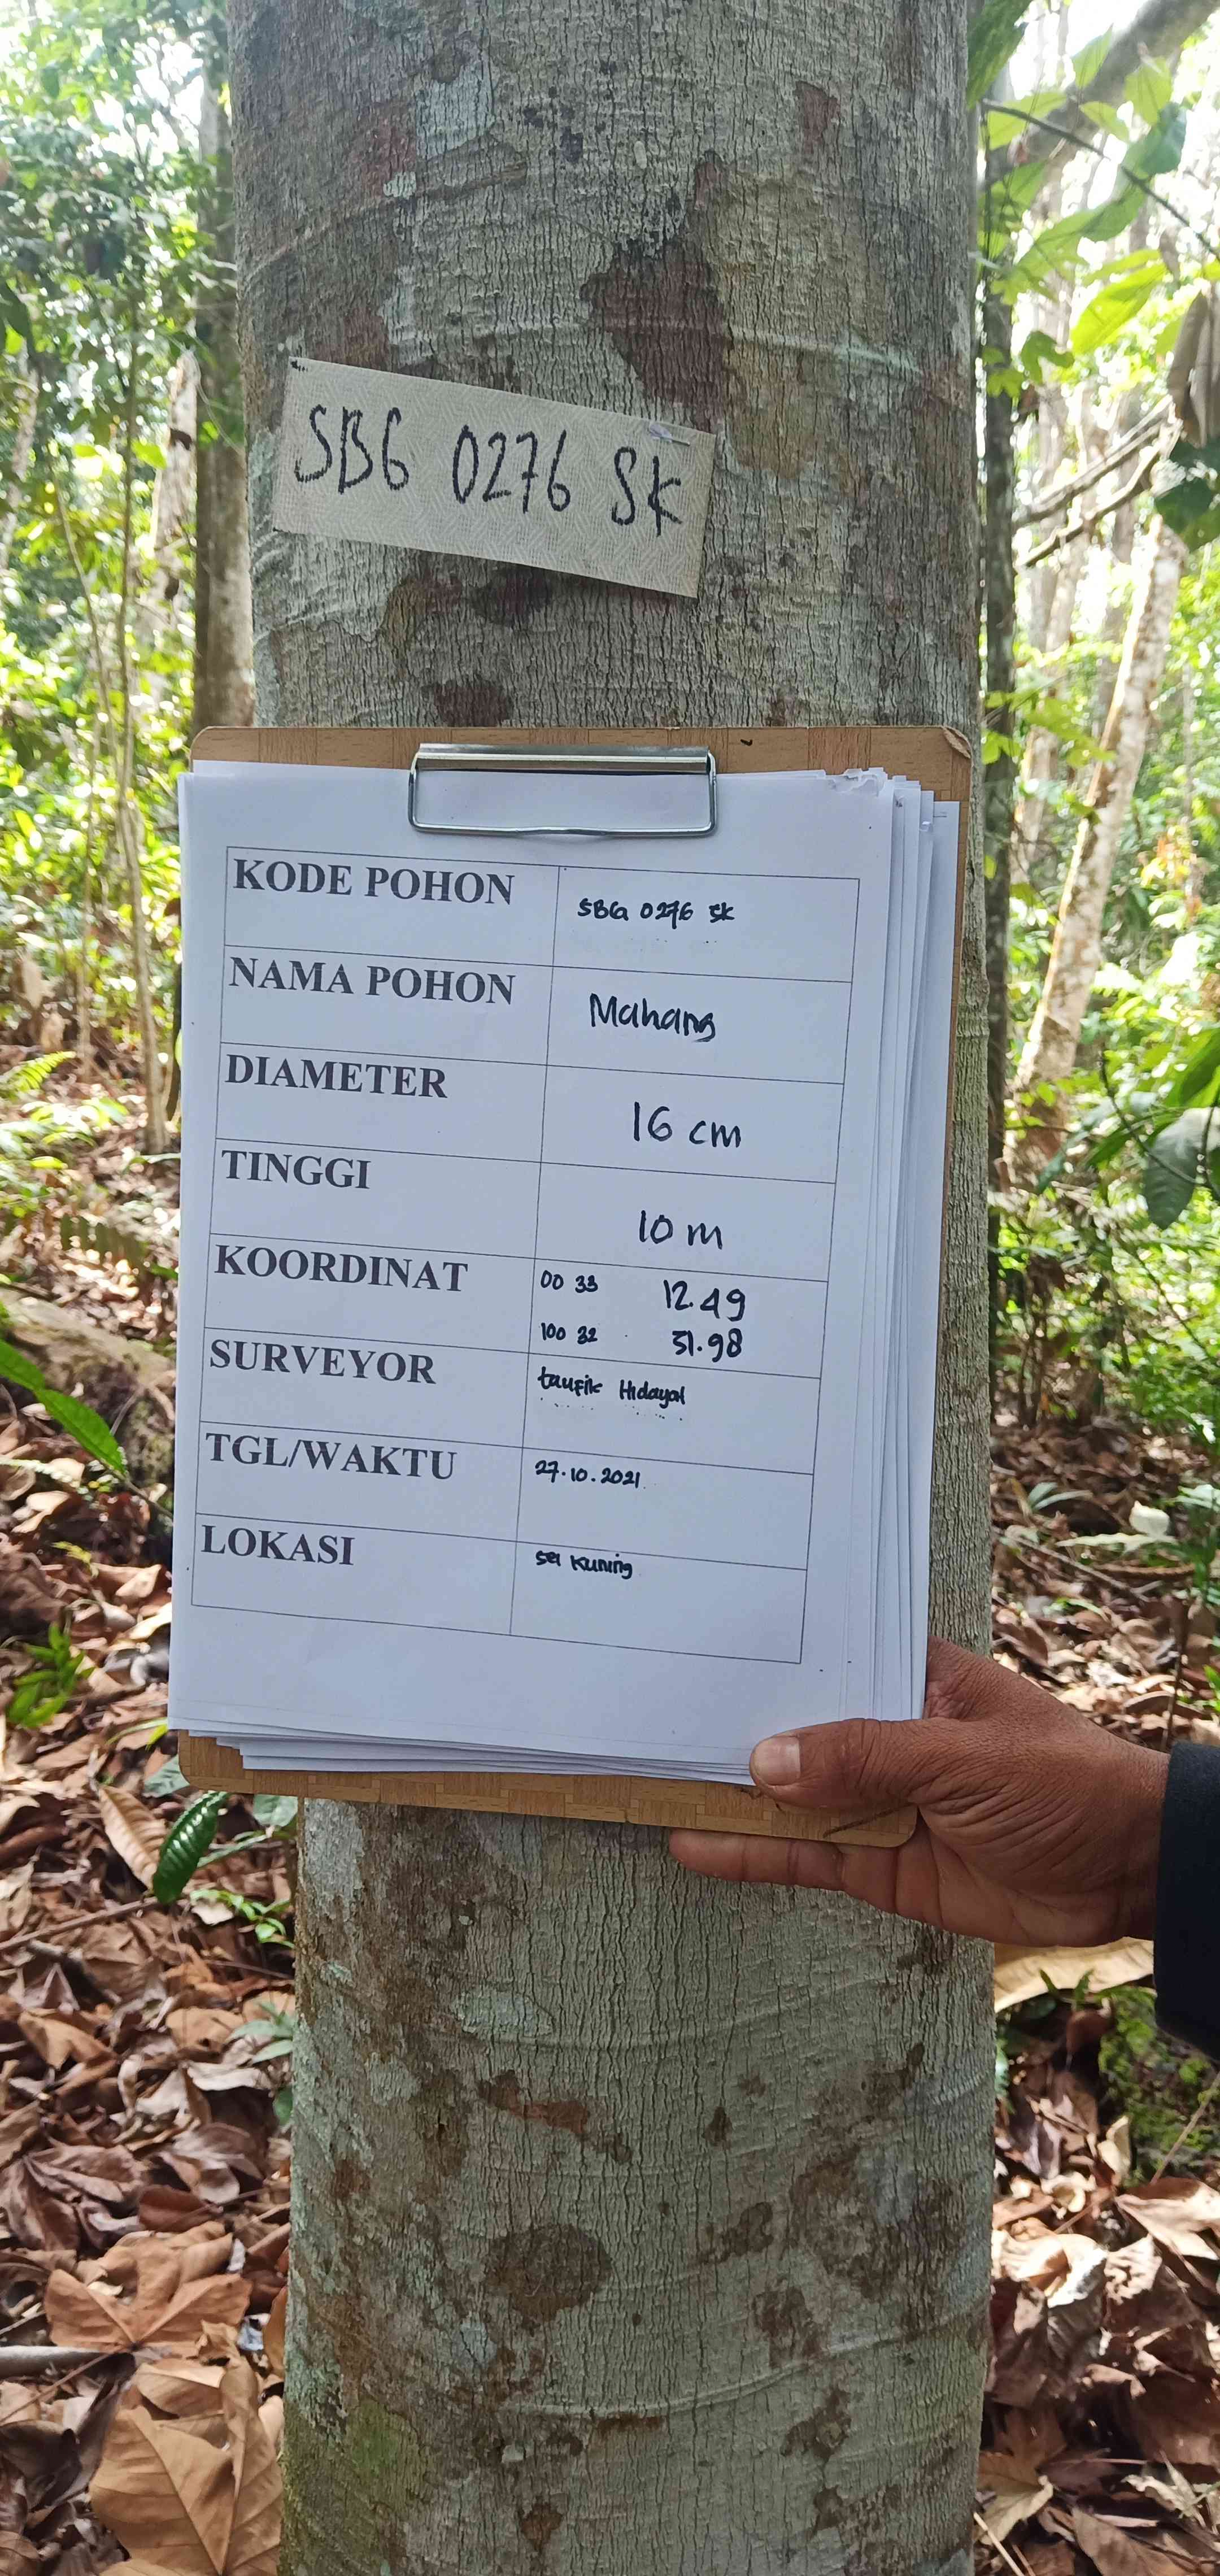 SBG 0276 SK
KODE POHON SBG 0276 SK
NAMA POHON Mahang
DIAMETER 16 cm
TINGGI 10 m
KOORDINAT 00 33 12.49
100 32 51.98
SURVEYOR taufik Hidayat
TGL/WAKTU 27.10.2021
LOKASI sei kuning